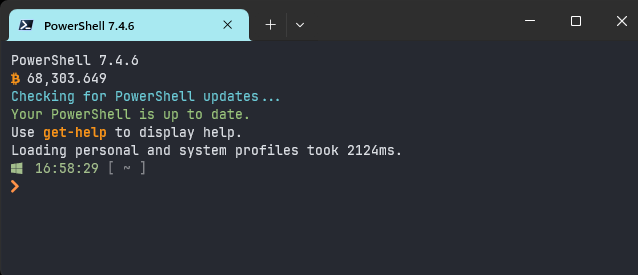 PowerShell 7.4.6
PowerShell 7.4.6
₿ 68,303.649
Checking for PowerShell updates...
Your PowerShell is up to date.
Use get-help to display help.
Loading personal and system profiles took 2124ms.
16:58:29 [ ~ ]
❯